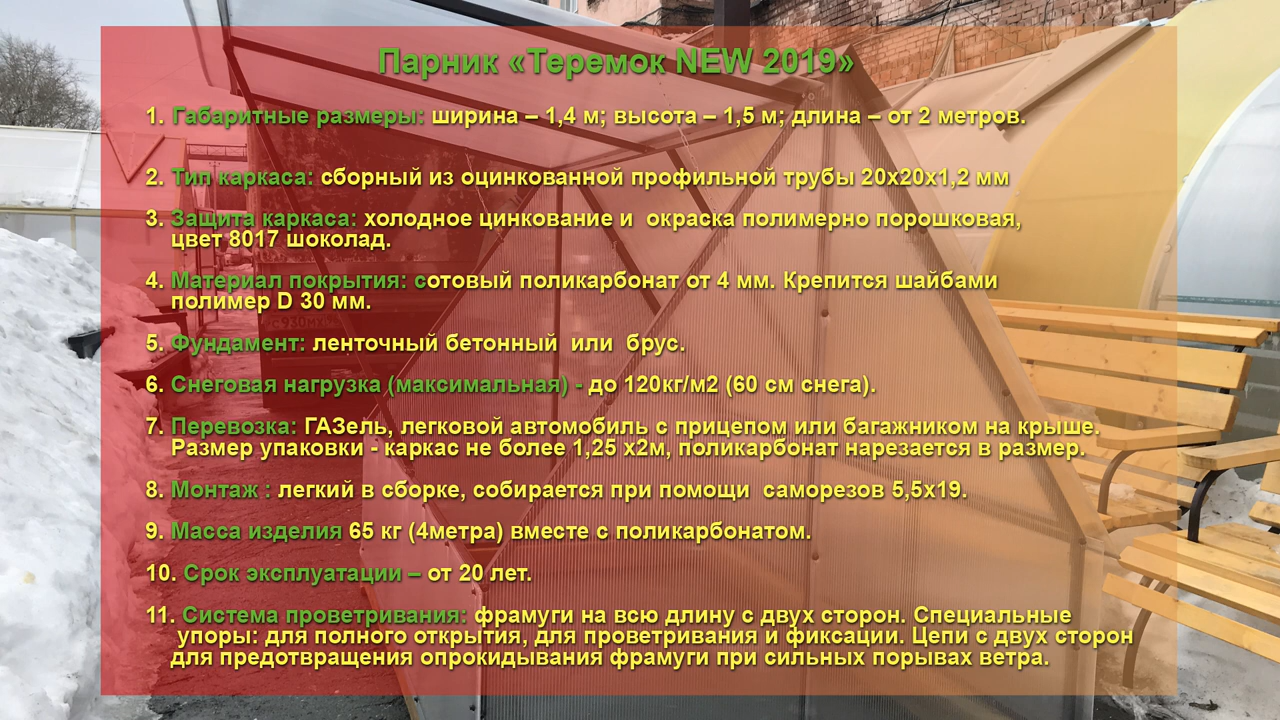 Парник «Теремок NEW 2019»
1. Габаритные размеры: ширина – 1,4 м; высота – 1,5 м; длина – от 2 метров.
2. Тип каркаса: сборный из оцинкованной профильной трубы 20х20х1,2 мм
3. Защита каркаса: холодное цинкование и  окраска полимерно порошковая,
цвет 8017 шоколад.
4. Материал покрытия: сотовый поликарбонат от 4 мм. Крепится шайбами
полимер D 30 мм.
5. Фундамент: ленточный бетонный  или  брус.
6. Снеговая нагрузка (максимальная) - до 120кг/м2 (60 см снега).
7. Перевозка: ГАЗель, легковой автомобиль с прицепом или багажником на крыше.
Размер упаковки - каркас не более 1,25 х2м, поликарбонат нарезается в размер.
8. Монтаж : легкий в сборке, собирается при помощи  саморезов 5,5х19.
9. Масса изделия 65 кг (4метра) вместе с поликарбонатом.
10. Срок эксплуатации – от 20 лет.
11. Система проветривания: фрамуги на всю длину с двух сторон. Специальные
упоры: для полного открытия, для проветривания и фиксации. Цепи с двух сторон
для предотвращения опрокидывания фрамуги при сильных порывах ветра.